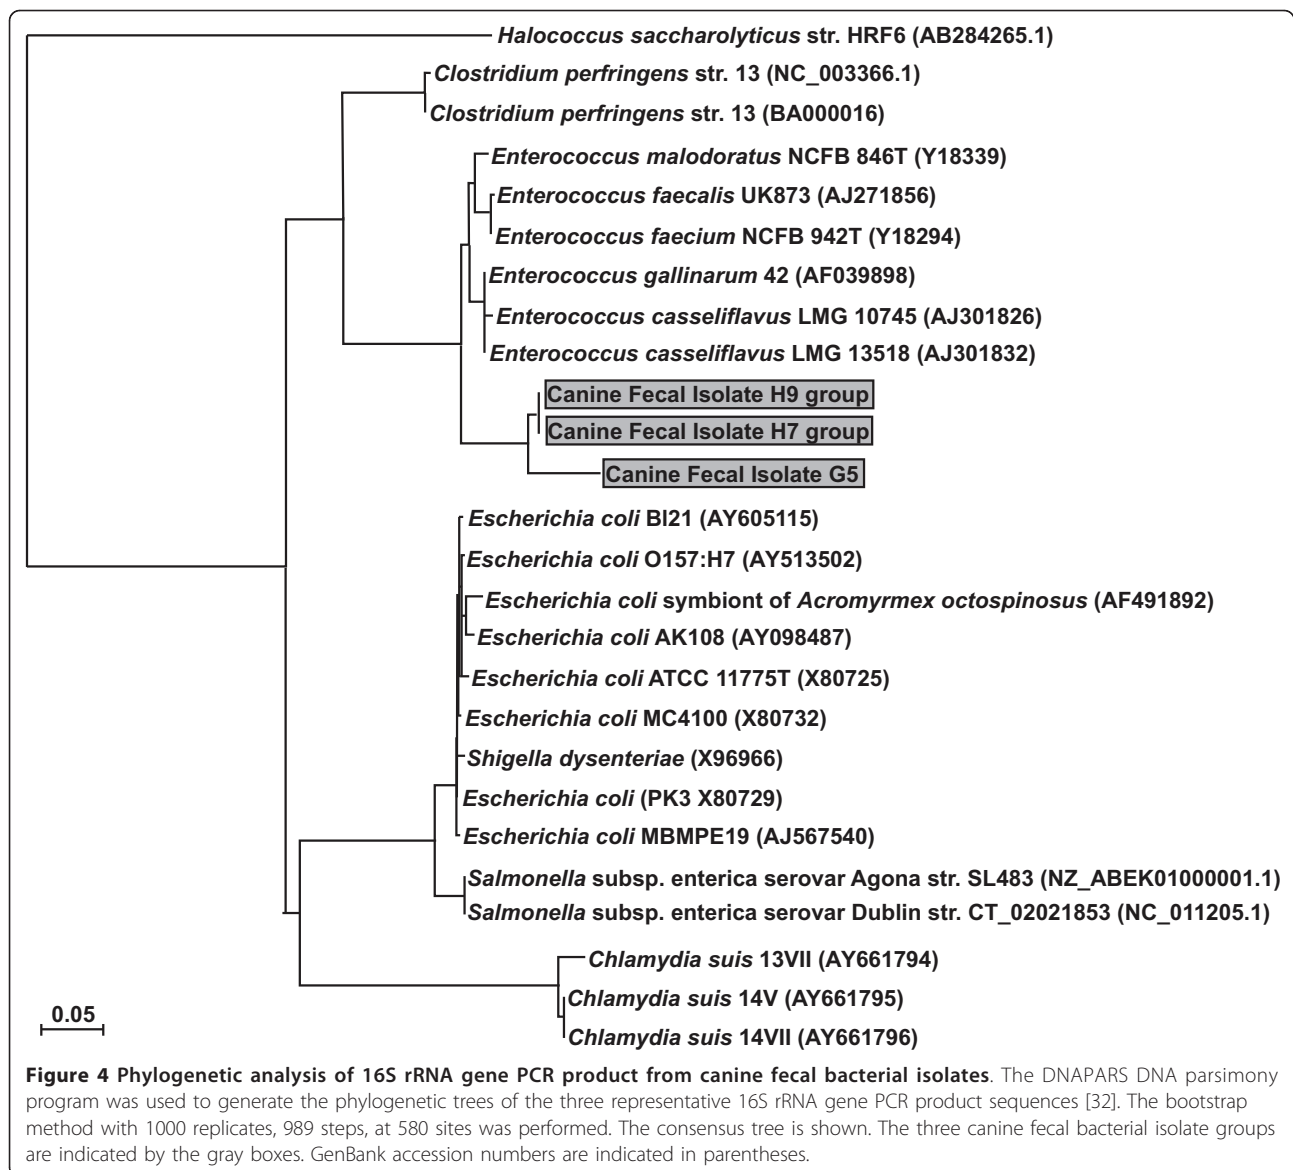 Halococcus saccharolyticus str. HRF6 (AB284265.1)
Clostridium perfringens str. 13 (NC_003366.1)
Clostridium perfringens str. 13 (BA000016)
Enterococcus malodoratus NCFB 846T (Y18339)
Enterococcus faecalis UK873 (AJ271856)
Enterococcus faecium NCFB 942T (Y18294)
Enterococcus gallinarum 42 (AF039898)
Enterococcus casseliflavus LMG 10745 (AJ301826)
Enterococcus casseliflavus LMG 13518 (AJ301832)
Canine Fecal Isolate H9 group
Canine Fecal Isolate H7 group
Canine Fecal Isolate G5
Escherichia coli BI21 (AY605115)
Escherichia coli O157:H7 (AY513502)
Escherichia coli symbiont of Acromyrmex octospinosus (AF491892)
Escherichia coli AK108 (AY098487)
Escherichia coli ATCC 11775T (X80725)
Escherichia coli MC4100 (X80732)
Shigella dysenteriae (X96966)
Escherichia coli (PK3 X80729)
Escherichia coli MBMPE19 (AJ567540)
Salmonella subsp. enterica serovar Agona str. SL483 (NZ_ABEK01000001.1)
Salmonella subsp. enterica serovar Dublin str. CT_02021853 (NC_011205.1)
Chlamydia suis 13VII (AY661794)
Chlamydia suis 14V (AY661795)
Chlamydia suis 14VII (AY661796)
0.05
Figure 4 Phylogenetic analysis of 16S rRNA gene PCR product from canine fecal bacterial isolates. The DNAPARS DNA parsimony
program was used to generate the phylogenetic trees of the three representative 16S rRNA gene PCR product sequences [32]. The bootstrap
method with 1000 replicates, 989 steps, at 580 sites was performed. The consensus tree is shown. The three canine fecal bacterial isolate groups
are indicated by the gray boxes. GenBank accession numbers are indicated in parentheses.